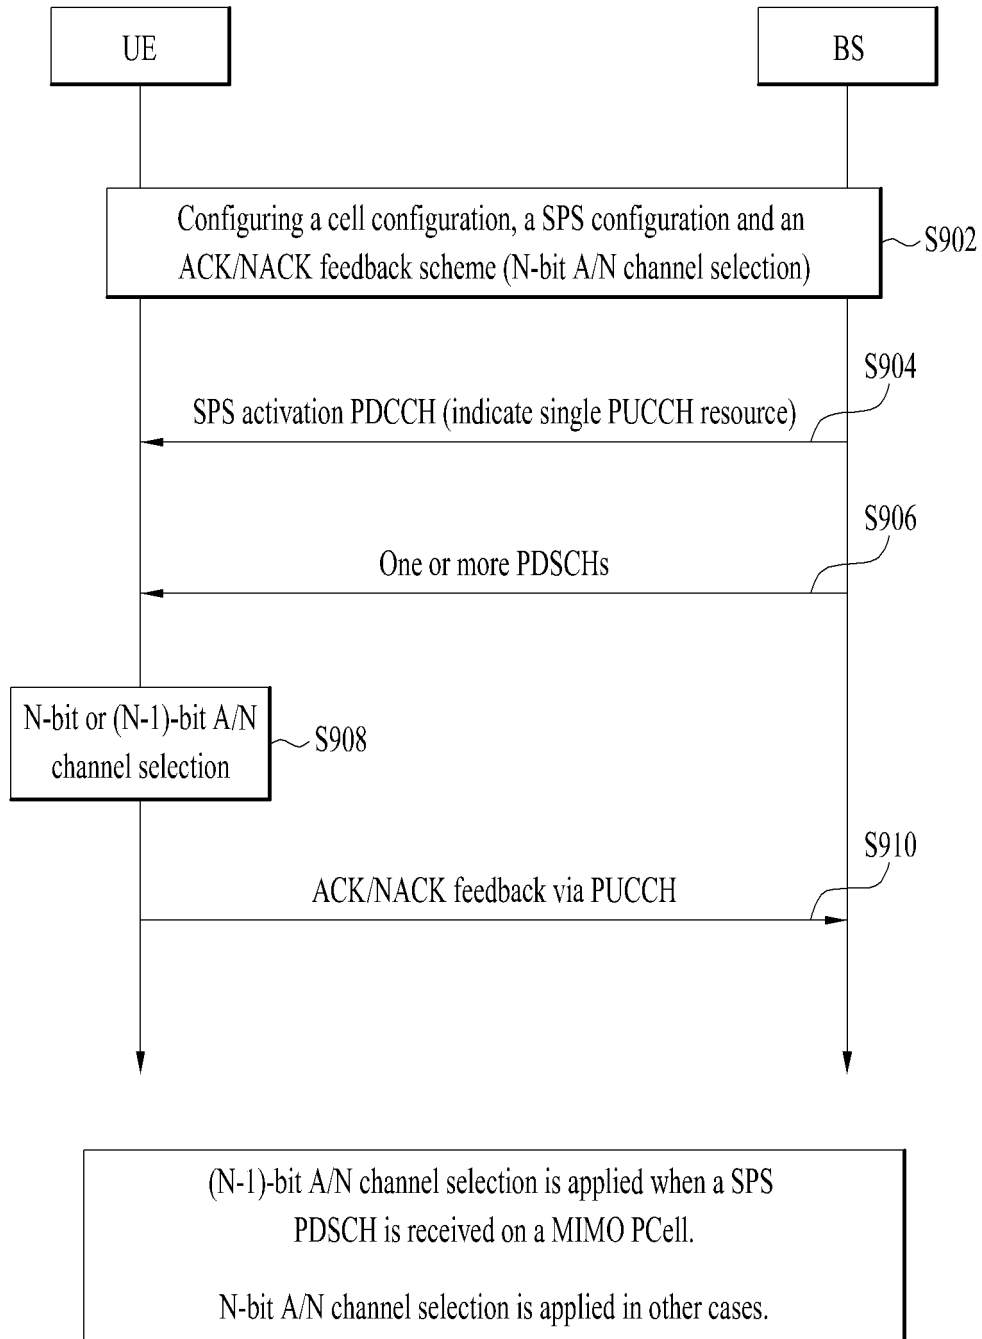 UE
BS
Configuring a cell configuration, a SPS configuration and an
ACK/NACK feedback scheme (N-bit A/N channel selection)
S902
S904
SPS activation PDCCH (indicate single PUCCH resource)
S906
One or more PDSCHs
N-bit or (N-1)-bit A/N
channel selection
S908
S910
ACK/NACK feedback via PUCCH
(N-1)-bit A/N channel selection is applied when a SPS
PDSCH is received on a MIMO PCell.
N-bit A/N channel selection is applied in other cases.